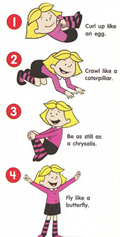 1
Curl up like
an egg.
2
Crawl like a
caterpillar.
3
Be as still
as a
chrysalis.
4
Fly like a
butterfly.